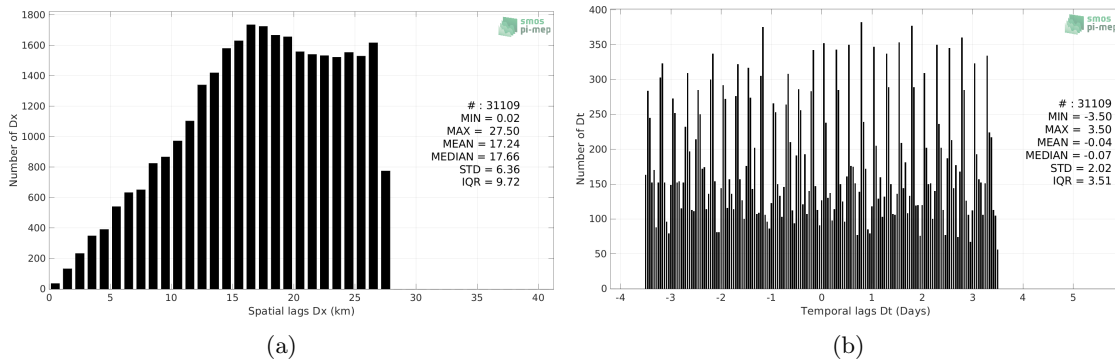 1800
1600
1400
1200
1000
800
600
400
200
0
Number of Dx
smos
pi-mep
# : 31109
MIN = 0.02
MAX = 27.50
MEAN = 17.24
MEDIAN = 17.66
STD = 6.36
IQR = 9.72
0 5 10 15 20 25 30 35 40
Spatial lags Dx (km)
(a)
400
350
300
250
200
150
100
50
0
Number of Dt
smos
pi-mep
# : 31109
MIN = -3.50
MAX = 3.50
MEAN = -0.04
MEDIAN = -0.07
STD = 2.02
IQR = 3.51
-4 -3 -2 -1 0 1 2 3 4 5
Temporal lags Dt (Days)
(b)